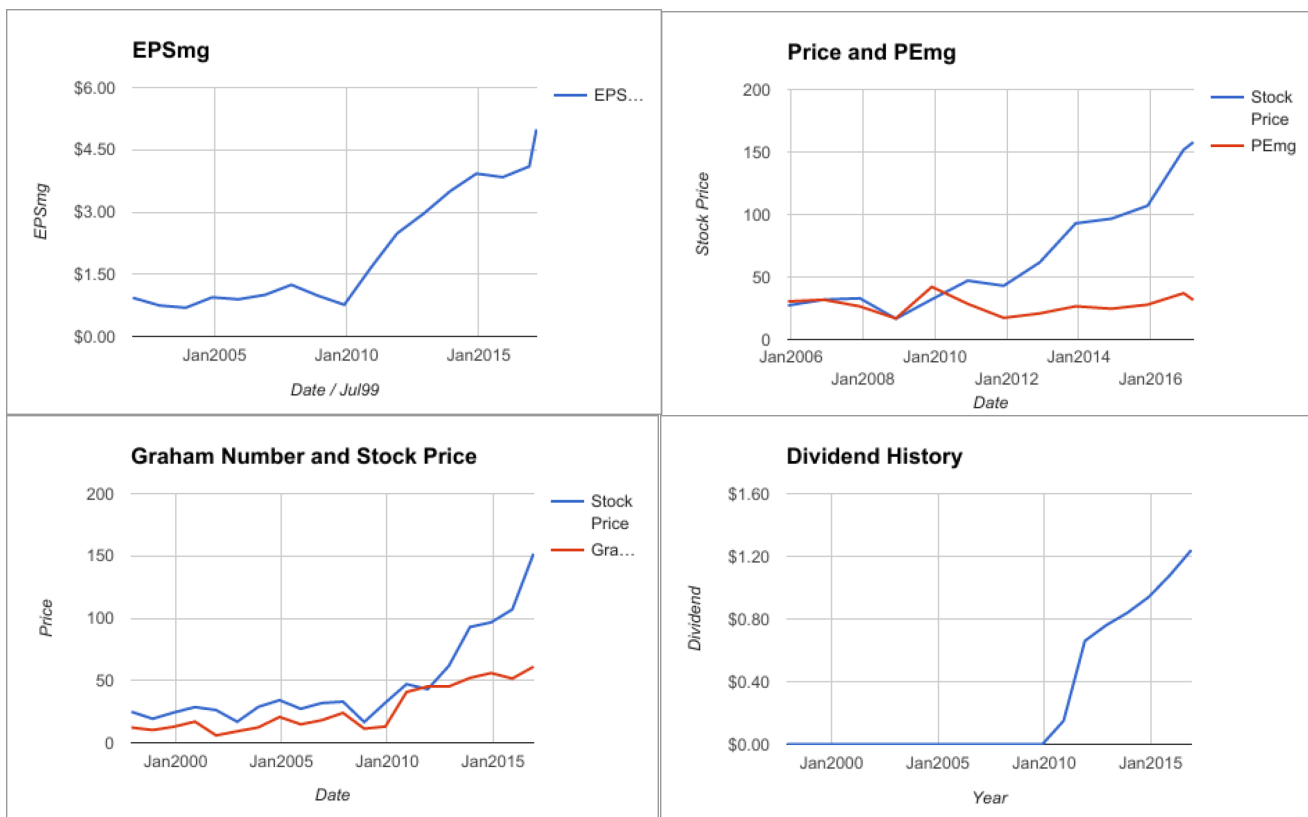 EPSmg
$6.00
$4.50
$3.00
$1.50
$0.00
EPSmg
EPS…
Jan2005 Jan2010 Jan2015
Date / Jul99
Price and PEmg
200
150
100
50
0
Stock Price
Stock
Price
PEmg
Jan2006 Jan2010 Jan2014
Jan2008 Jan2012 Jan2016
Date
Graham Number and Stock Price
200
150
100
50
0
Price
Stock
Price
Gra…
Jan2000 Jan2005 Jan2010 Jan2015
Date
Dividend History
$1.60
$1.20
$0.80
$0.40
$0.00
Dividend
Jan2000 Jan2005 Jan2010 Jan2015
Year